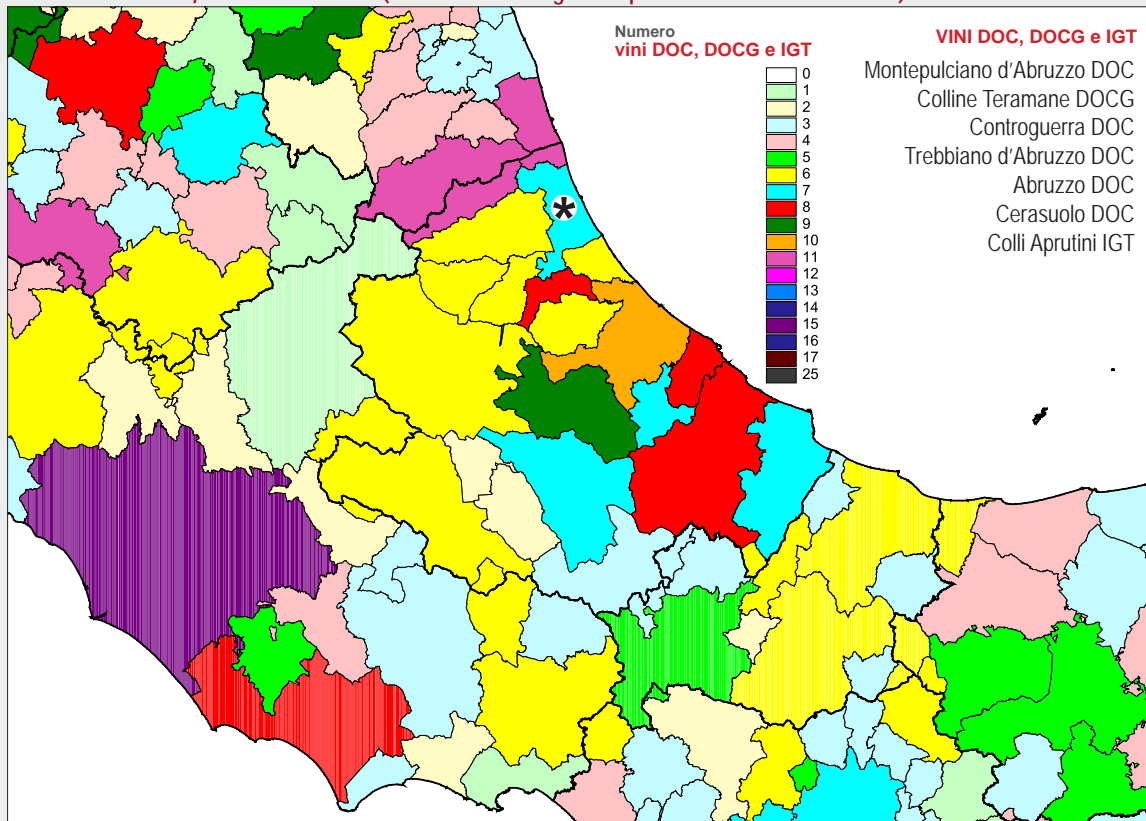 Numero
vini DOC, DOCG e IGT
0
1
2
3
4
5
6
7
8
9
10
11
12
13
14
15
16
17
25
VINI DOC, DOCG e IGT
Montepulciano d'Abruzzo DOC
Colline Teramane DOCG
Controguerra DOC
Trebbiano d'Abruzzo DOC
Abruzzo DOC
Cerasuolo DOC
Colli Aprutini IGT
*